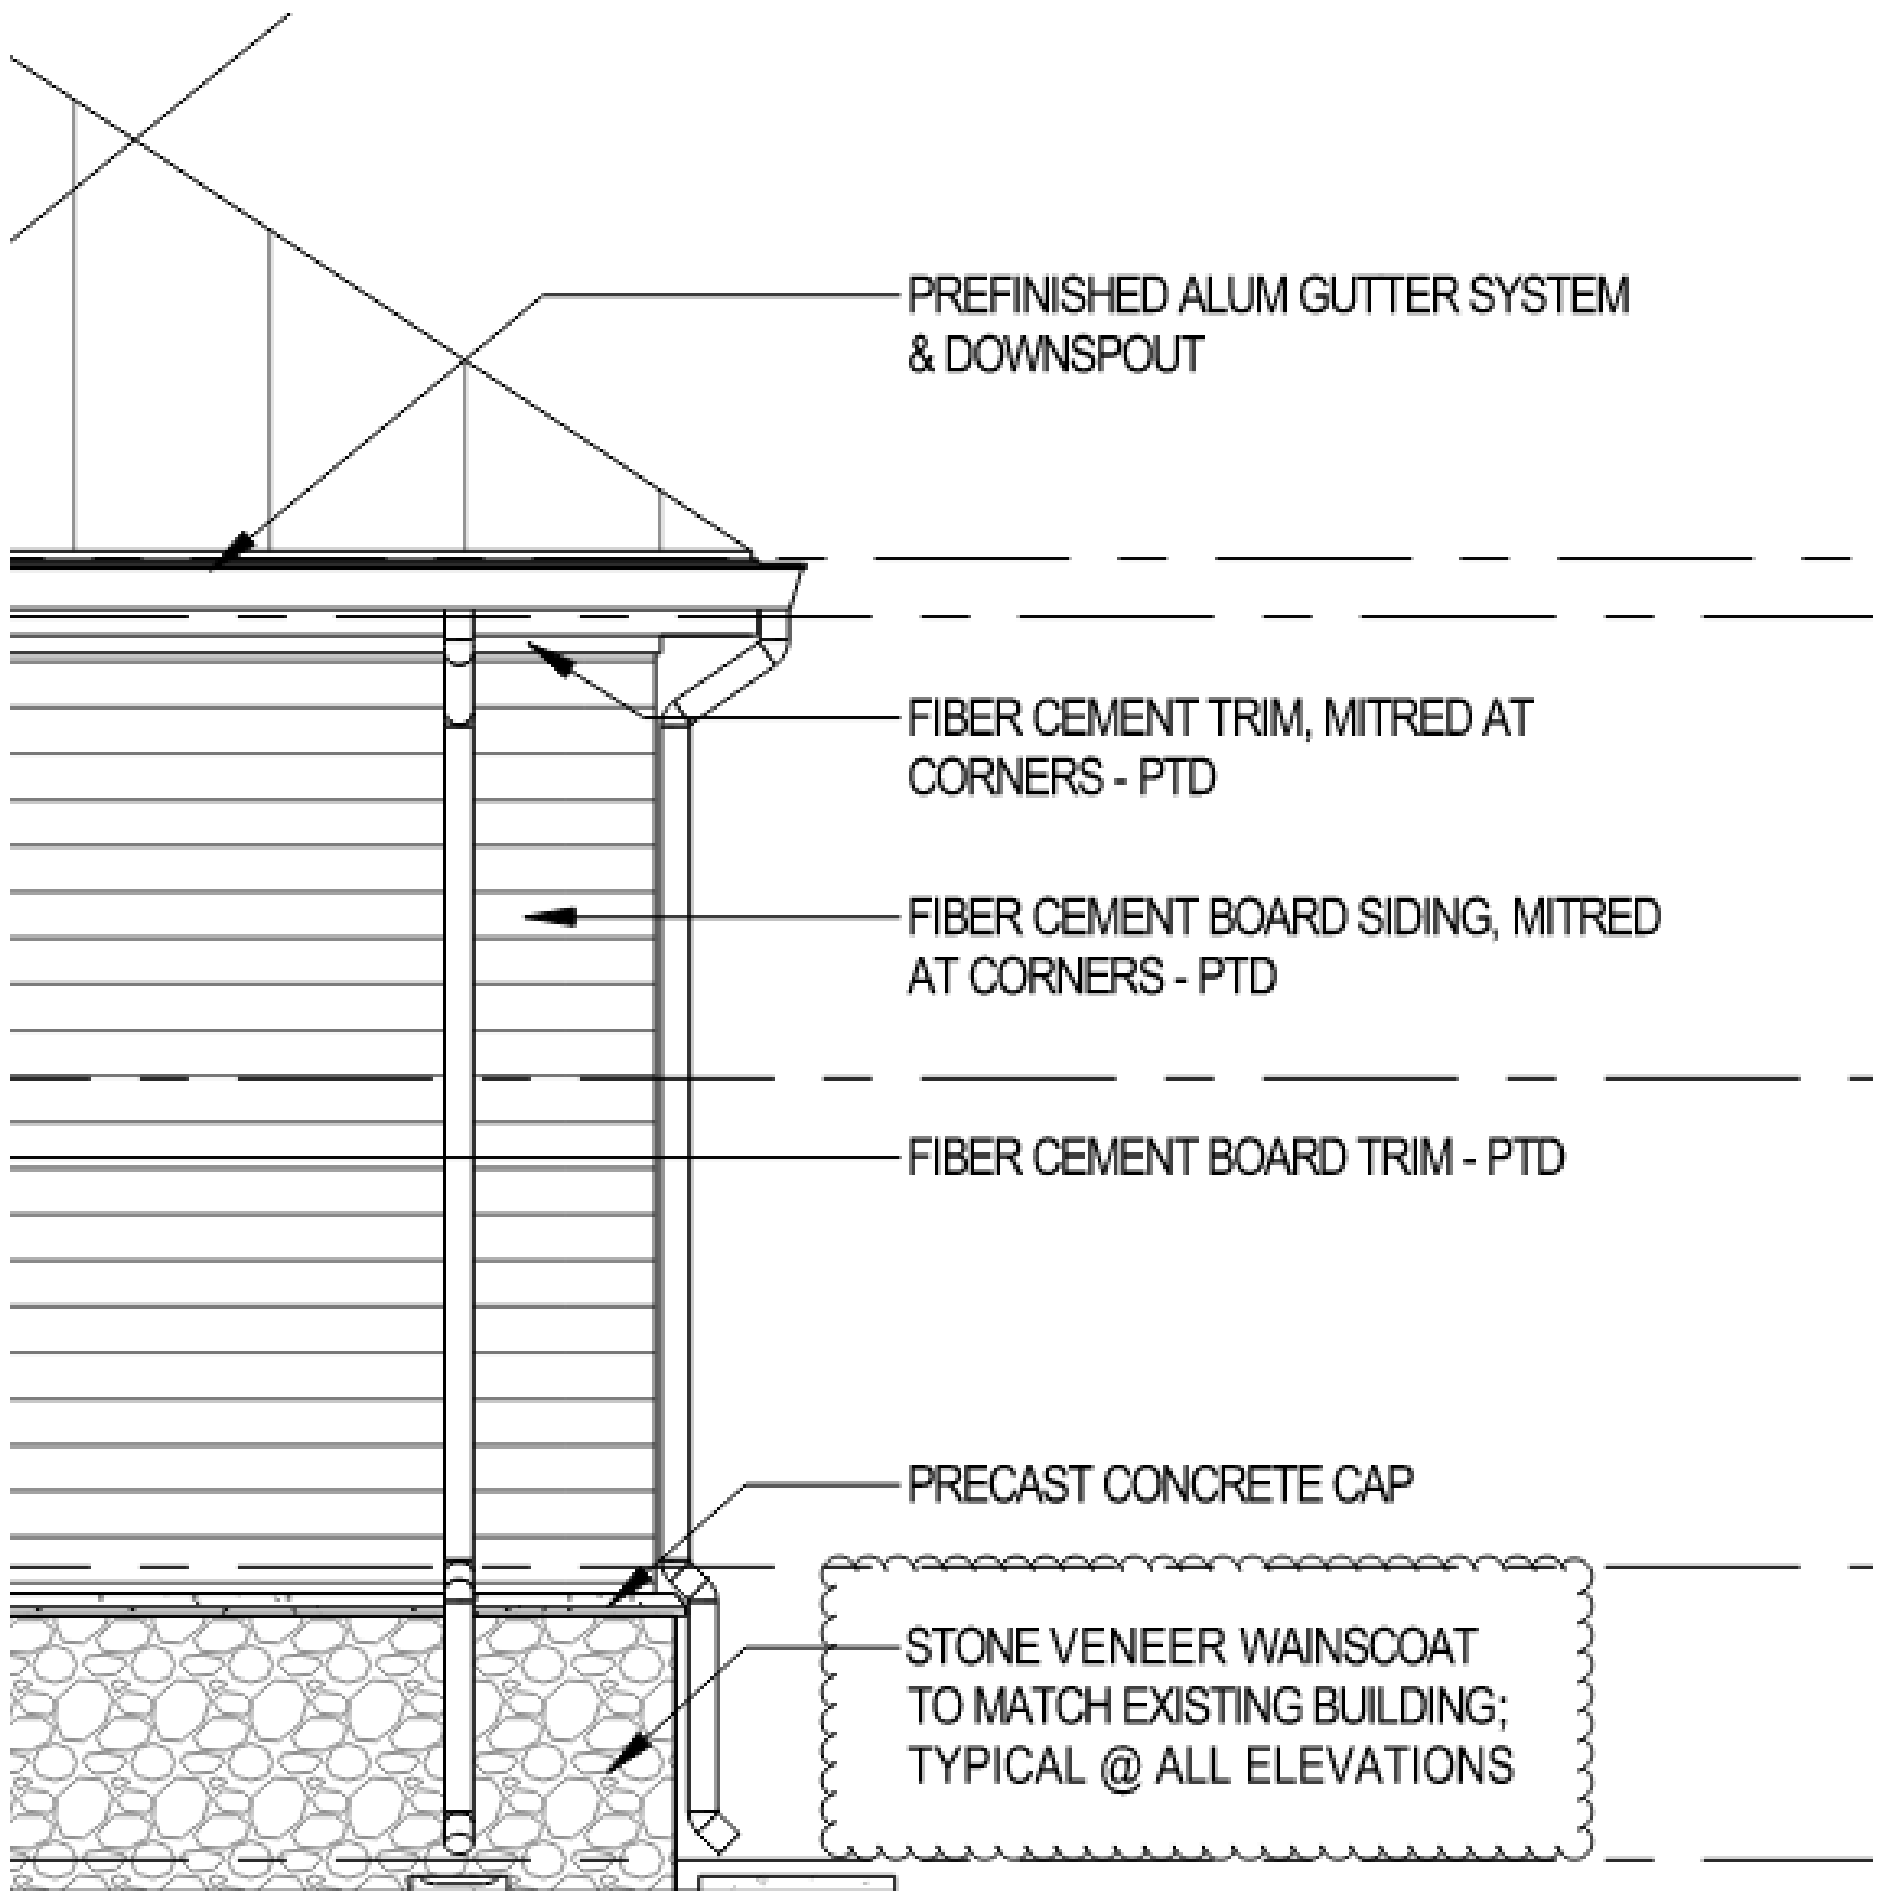 PREFINISHED ALUM GUTTER SYSTEM
& DOWNSPOUT
FIBER CEMENT TRIM, MITRED AT
CORNERS - PTD
FIBER CEMENT BOARD SIDING, MITRED
AT CORNERS - PTD
FIBER CEMENT BOARD TRIM - PTD
PRECAST CONCRETE CAP
STONE VENEER WAINSCOAT
TO MATCH EXISTING BUILDING;
TYPICAL @ ALL ELEVATIONS